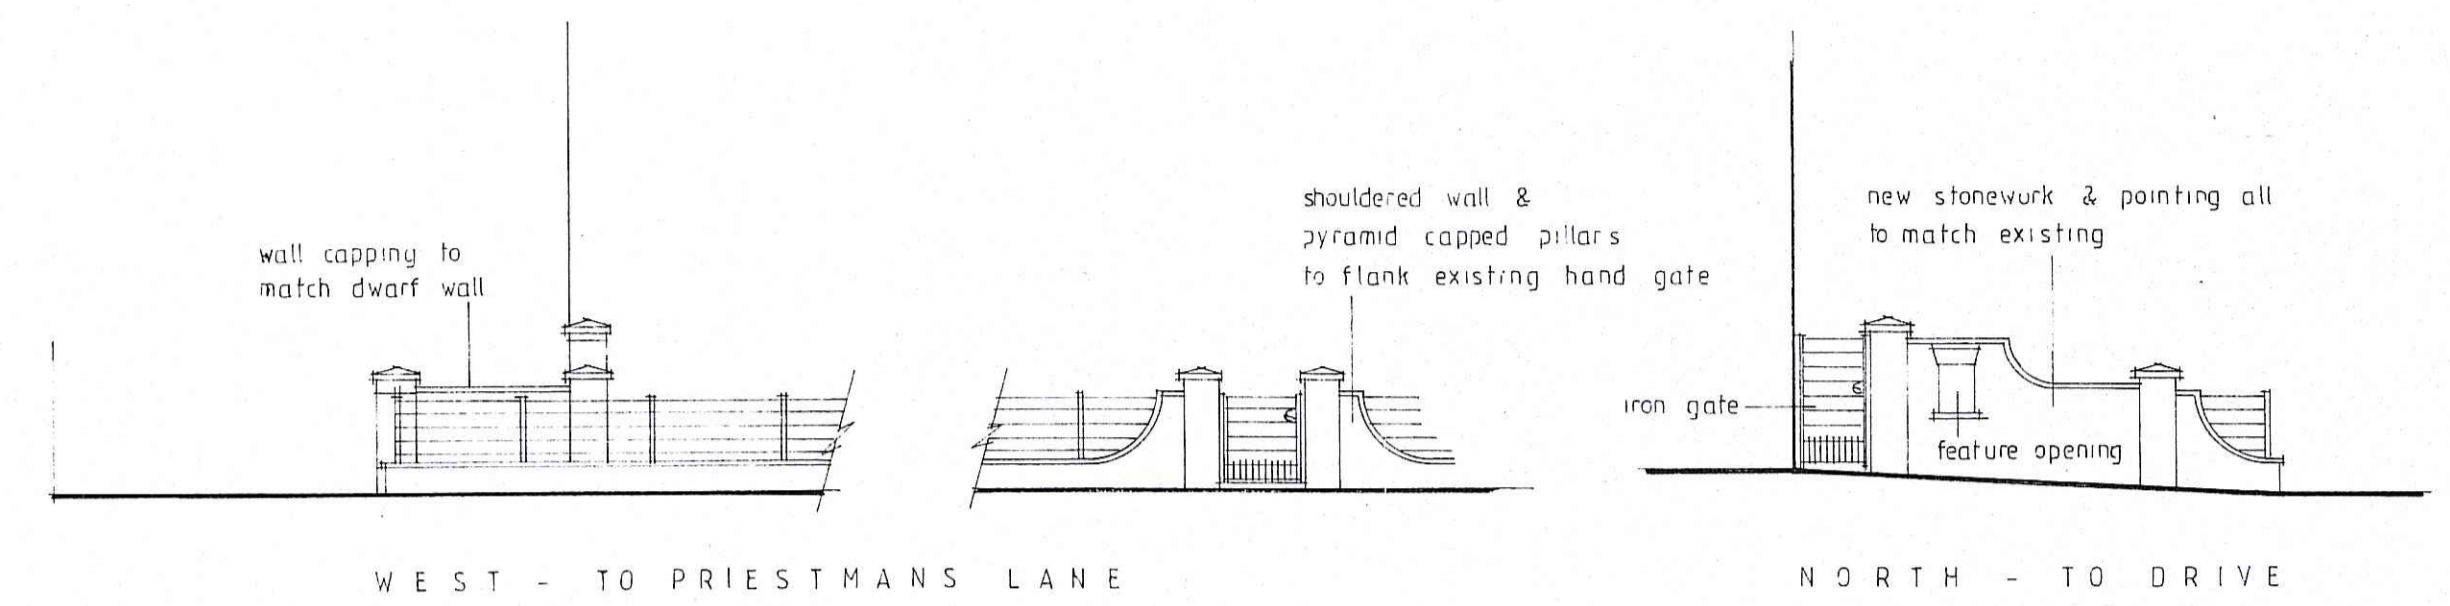 wall capping to
match dwarf wall
shouldered wall &
pyramid capped pillars
to flank existing hand gate
new stonework & pointing all
to match existing
iron gate
feature opening
WEST - TO PRIESTMANS LANE
NORTH - TO DRIVE